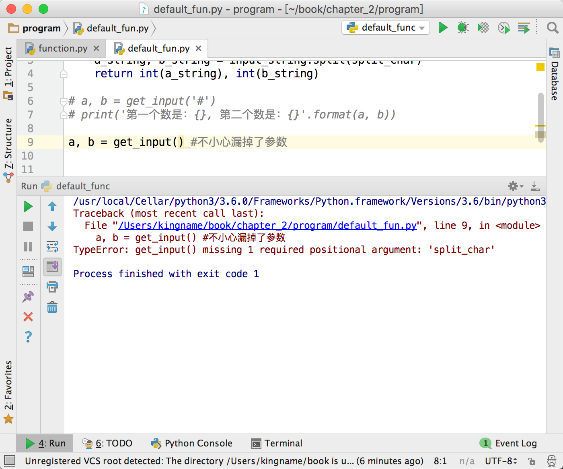 default_fun.py - program - [~/book/chapter_2/program]
program default_fun.py default_func
function.py default_fun.py
1: Project
Z: Structure
2: Favorites
Database
3 a_string, b_string = input_string.split(split_char)
4 return int(a_string), int(b_string)
5
6 # a, b = get_input('#')
7 # print('第一个数是：{}, 第二个数是：{}'.format(a, b))
8
9 a, b = get_input() #不小心漏掉了参数
10
11
Run default_func
/usr/local/Cellar/python3/3.6.0/Frameworks/Python.framework/Versions/3.6/bin/python3
Traceback (most recent call last):
File "/Users/kingname/book/chapter_2/program/default_fun.py", line 9, in <module>
a, b = get_input() #不小心漏掉了参数
TypeError: get_input() missing 1 required positional argument: 'split_char'
Process finished with exit code 1
4: Run 6: TODO Python Console Terminal 1 Event Log
Unregistered VCS root detected: The directory /Users/kingname/book is u... (6 minutes ago) 8:1 n/a UTF-8